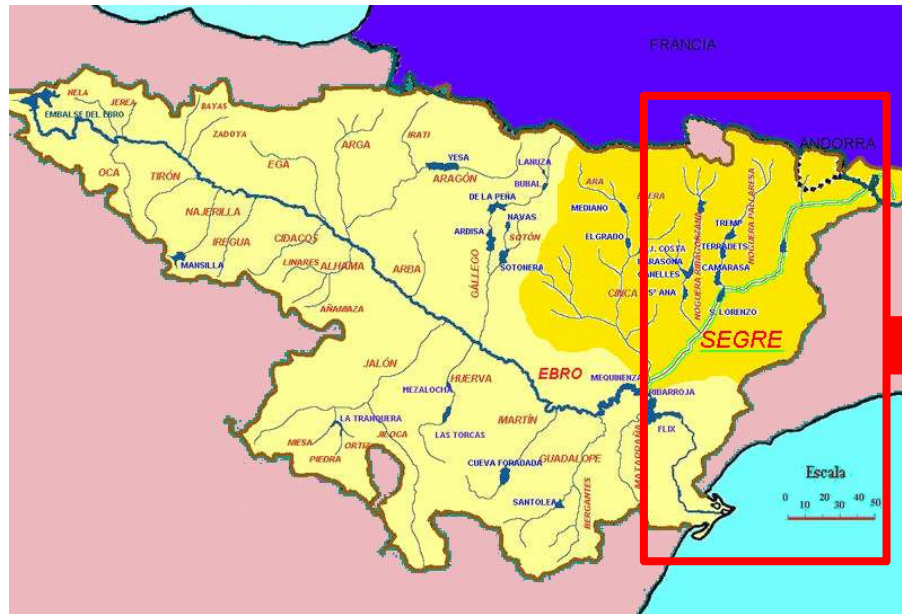 FRANCIA
ANDORRA
NELA
JEREA
BAYAS
EMBALSE DEL EBRO
ZADOYA
OCA
TIRÓN
EGA
ARGA
IRATI
YESA
ARAGÓN
LANUZA
BUBAL
DE LA PEÑA
NAVAS
ARDISA
SOTÓN
SOTONERA
GÁLLEGO
NAJERILLA
IREGUA
CIDACOS
LINARES
ALHAMA
MANSILLA
AÑAMAZA
ARBA
ARA
MEDIANO
EL GRADO
J. COSTA
BARASONA
CANELLES
CINCA
Sª ANA
NOGUERA RIBAGORZANA
TREMP
TERRADETS
CAMARASA
NOGUERA PALLARESA
S. LORENZO
SEGRE
EBRO
MEQUINENZA
RIBARROJA
FLIX
JALÓN
HUERVA
MEZALOCHA
LA TRANQUERA
LAS TORCAS
MESA
PIEDRA
ORTIZ
JILOCA
MARTÍN
CUEVA FORADADA
GUADALOPE
SANTOLEA
BERGANTES
MATARRAÑA
Escala
0 10 20 30 40 50